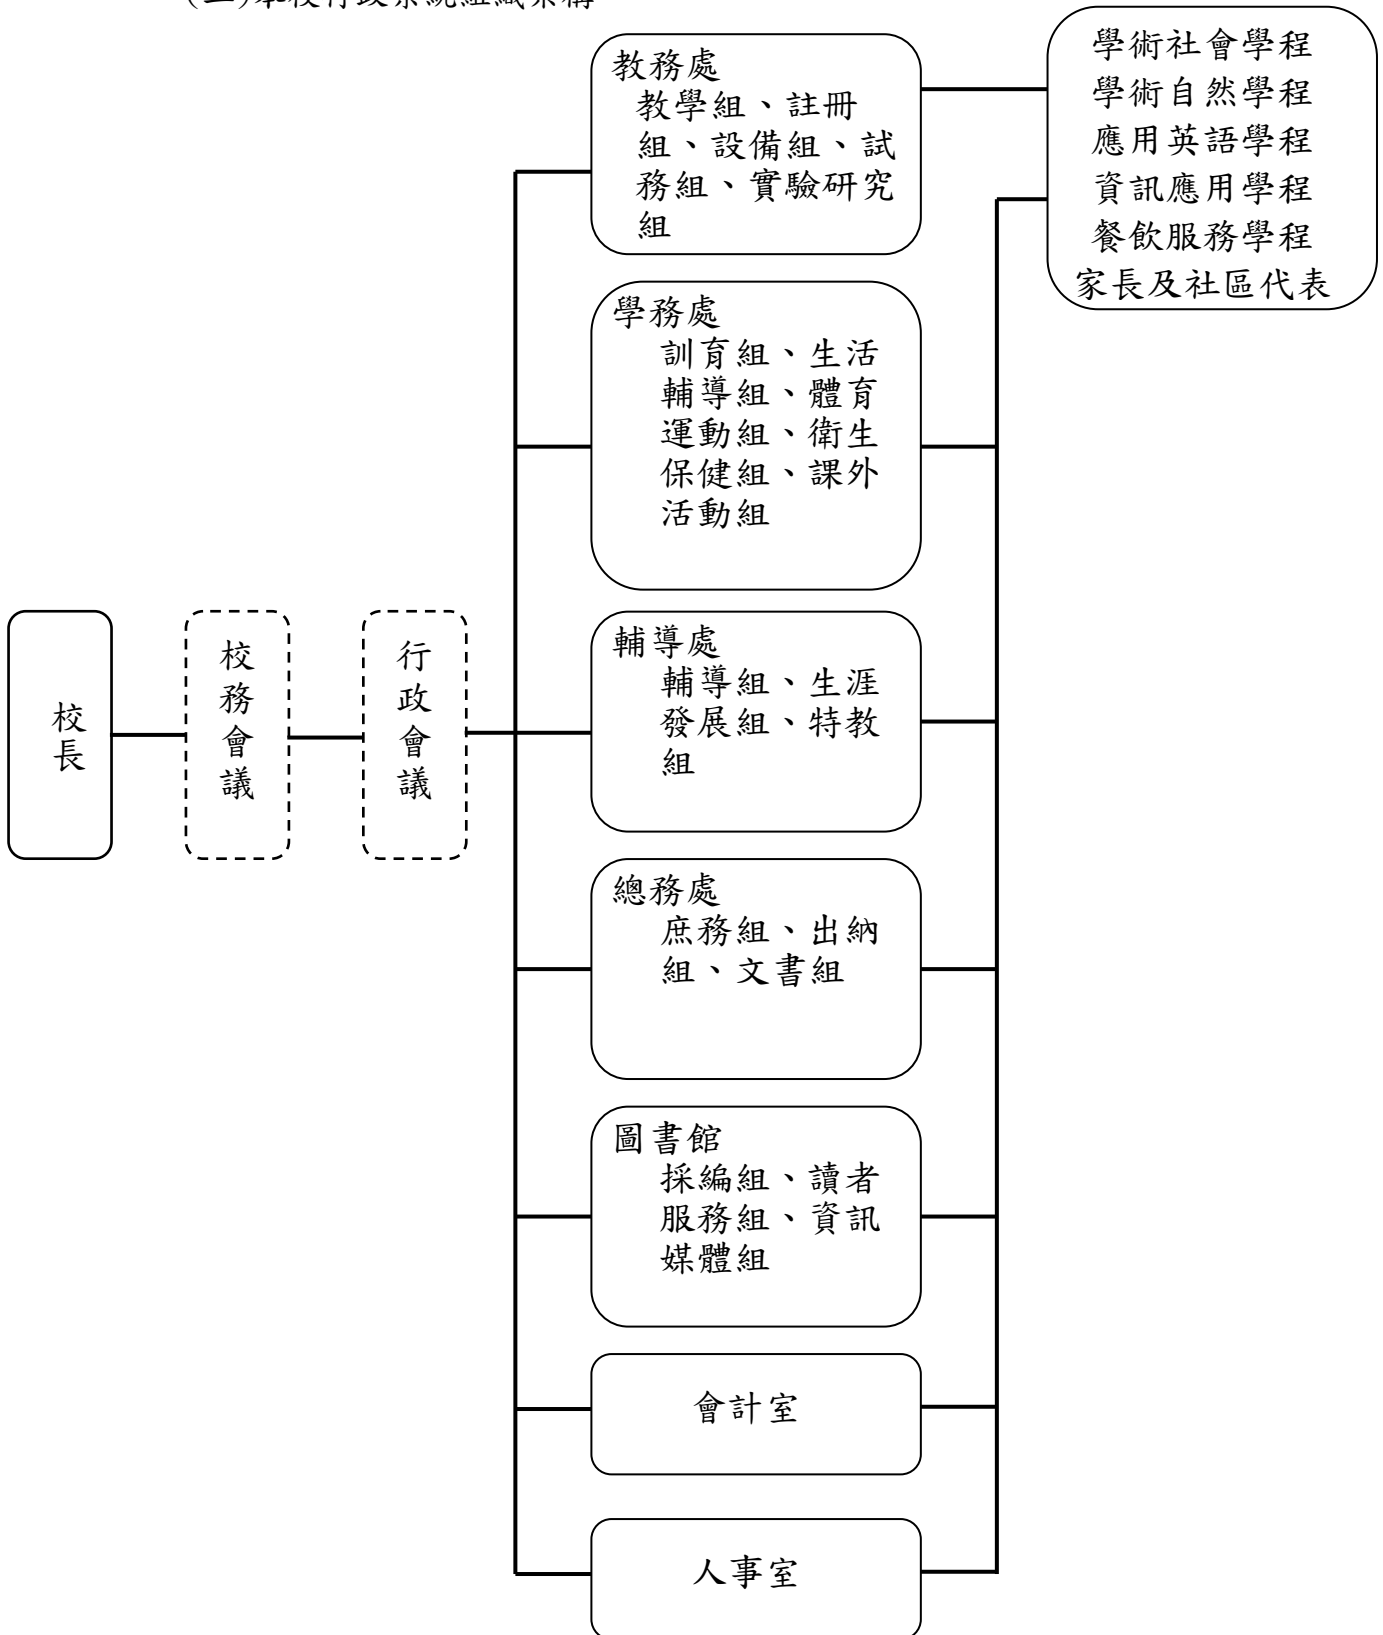 本校行政系統組織架構
教務處
教學組、註冊
組、設備組、試
務組、實驗研究
組
學術社會學程
學術自然學程
應用英語學程
資訊應用學程
餐飲服務學程
家長及社區代表
學務處
訓育組、生活
輔導組、體育
運動組、衛生
保健組、課外
活動組
校長
校務會議
行政會議
輔導處
輔導組、生涯
發展組、特教
組
總務處
庶務組、出納
組、文書組
圖書館
採編組、讀者
服務組、資訊
媒體組
會計室
人事室